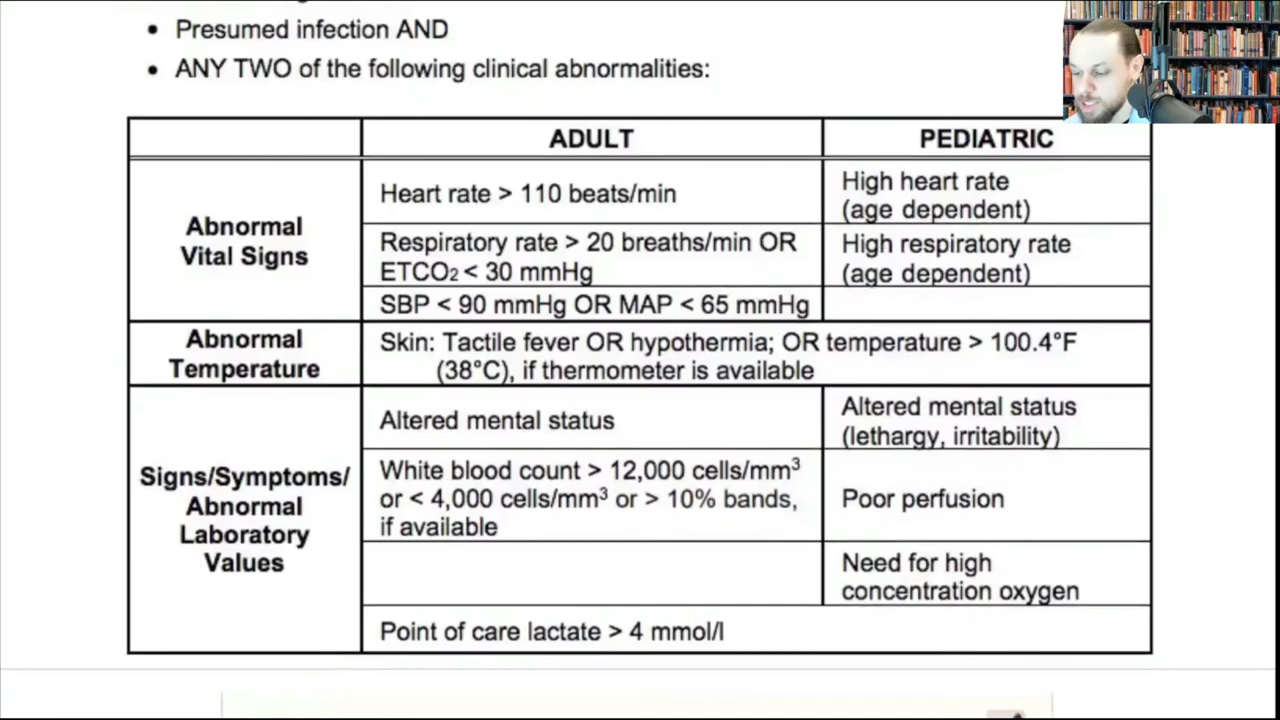 • Presumed infection AND
• ANY TWO of the following clinical abnormalities:
ADULT
PEDIATRIC
Abnormal
Vital Signs
Heart rate > 110 beats/min
High heart rate
(age dependent)
Respiratory rate > 20 breaths/min OR
ETCO₂ < 30 mmHg
High respiratory rate
(age dependent)
SBP < 90 mmHg OR MAP < 65 mmHg
Abnormal
Temperature
Skin: Tactile fever OR hypothermia; OR temperature > 100.4°F
(38°C), if thermometer is available
Signs/Symptoms/
Abnormal
Laboratory
Values
Altered mental status
Altered mental status
(lethargy, irritability)
White blood count > 12,000 cells/mm³
or < 4,000 cells/mm³ or > 10% bands,
if available
Poor perfusion
Need for high
concentration oxygen
Point of care lactate > 4 mmol/l